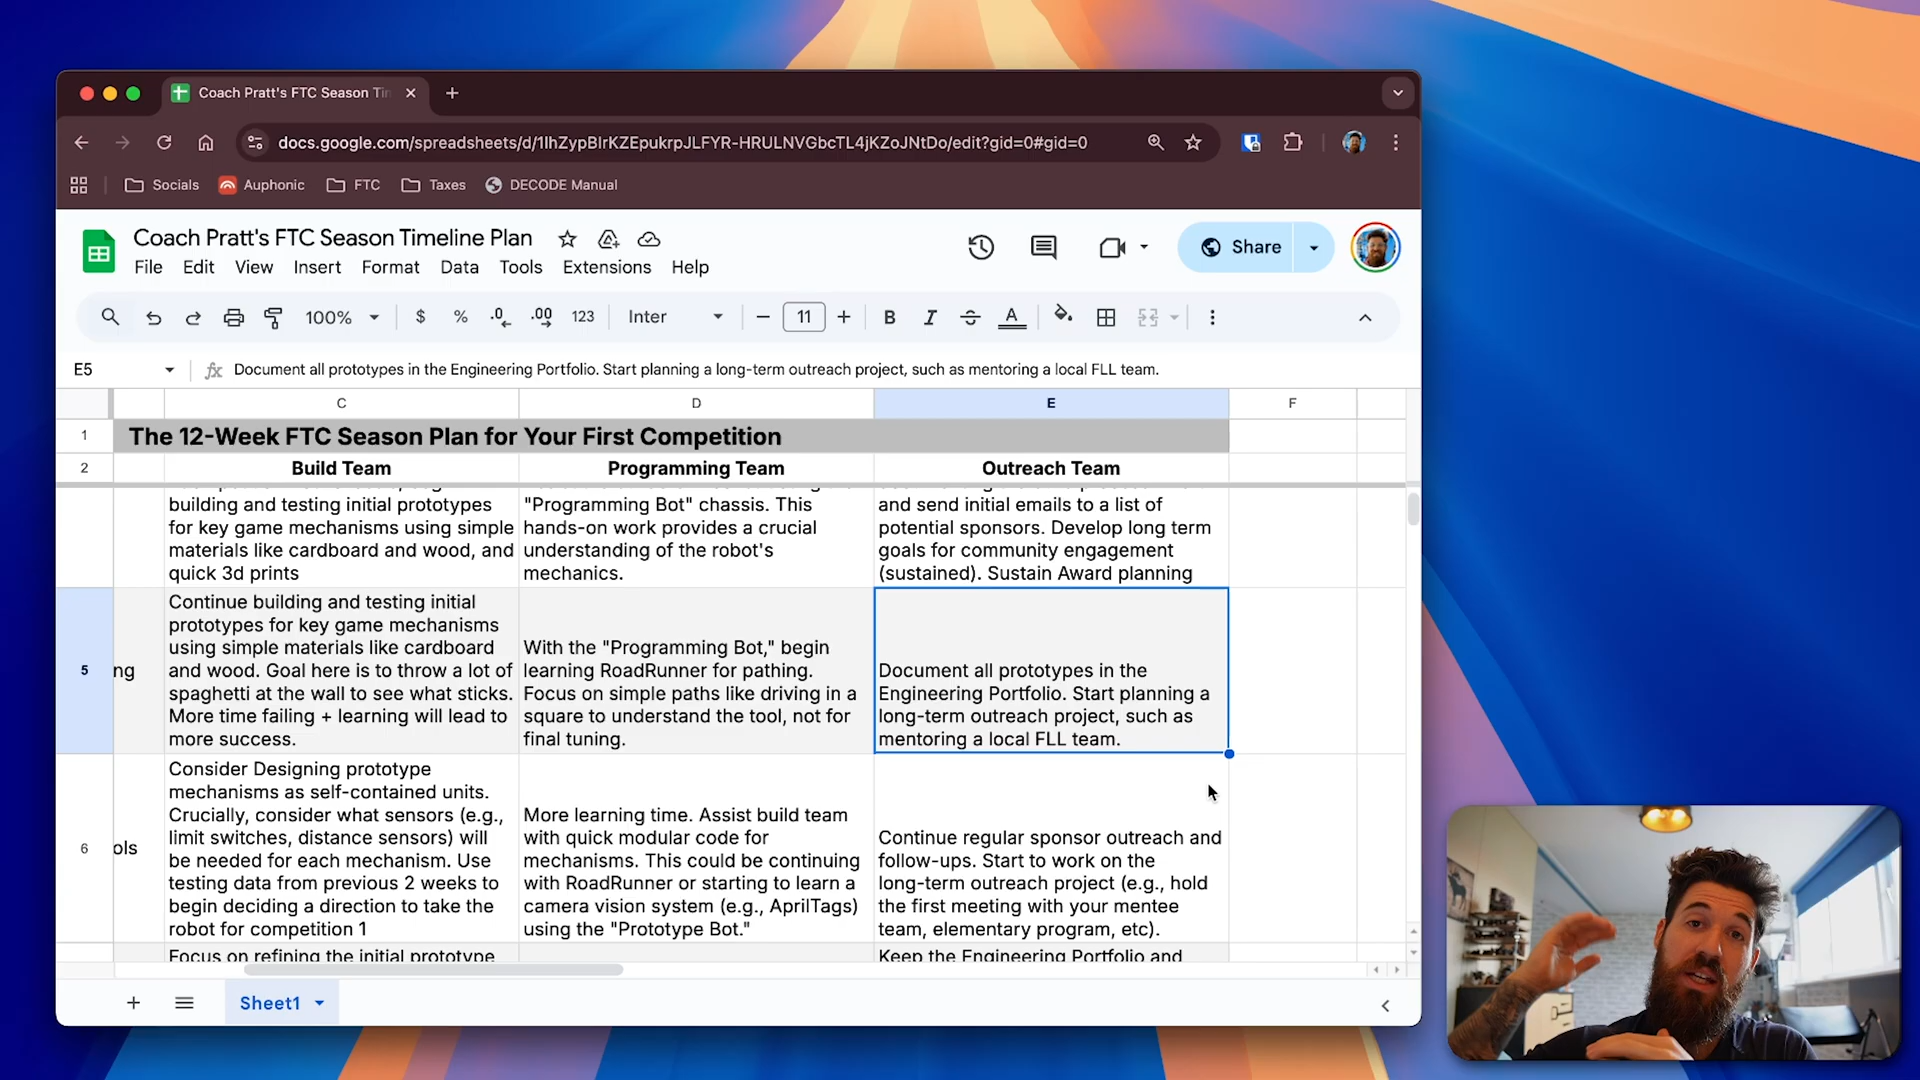 Coach Pratt's FTC Season Tin
docs.google.com/spreadsheets/d/1IhZypBIrKZEpukrpJLFYR-HRULNVGbcTL4jKZoJNtDo/edit?gid=0#gid=0
Socials Auphonic FTC Taxes DECODE Manual
Coach Pratt's FTC Season Timeline Plan
File Edit View Insert Format Data Tools Extensions Help
Share
100% $ % .0 .00 123 Inter 11 B I S A
E5 fx Document all prototypes in the Engineering Portfolio. Start planning a long-term outreach project, such as mentoring a local FLL team.
C D E F
1 The 12-Week FTC Season Plan for Your First Competition
2 Build Team Programming Team Outreach Team
building and testing initial prototypes
for key game mechanisms using simple
materials like cardboard and wood, and
quick 3d prints
"Programming Bot" chassis. This
hands-on work provides a crucial
understanding of the robot's
mechanics.
and send initial emails to a list of
potential sponsors. Develop long term
goals for community engagement
(sustained). Sustain Award planning
5
ng
Continue building and testing initial
prototypes for key game mechanisms
using simple materials like cardboard
and wood. Goal here is to throw a lot of
spaghetti at the wall to see what sticks.
More time failing + learning will lead to
more success.
With the "Programming Bot," begin
learning RoadRunner for pathing.
Focus on simple paths like driving in a
square to understand the tool, not for
final tuning.
Document all prototypes in the
Engineering Portfolio. Start planning a
long-term outreach project, such as
mentoring a local FLL team.
6
ols
Consider Designing prototype
mechanisms as self-contained units.
Crucially, consider what sensors (e.g.,
limit switches, distance sensors) will
be needed for each mechanism. Use
testing data from previous 2 weeks to
begin deciding a direction to take the
robot for competition 1
More learning time. Assist build team
with quick modular code for
mechanisms. This could be continuing
with RoadRunner or starting to learn a
camera vision system (e.g., AprilTags)
using the "Prototype Bot."
Continue regular sponsor outreach and
follow-ups. Start to work on the
long-term outreach project (e.g., hold
the first meeting with your mentee
team, elementary program, etc).
Focus on refining the initial prototype
Keep the Engineering Portfolio and
Sheet1